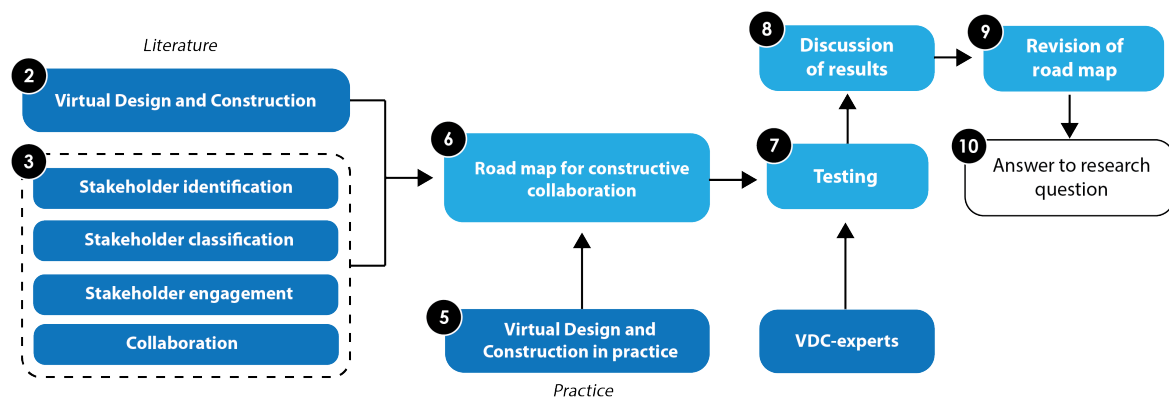 Literature
2
Virtual Design and Construction
3
Stakeholder identification
Stakeholder classification
Stakeholder engagement
Collaboration
6
Road map for constructive
collaboration
5
Virtual Design and
Construction in practice
Practice
8
Discussion
of results
7
Testing
VDC-experts
9
Revision of
road map
10
Answer to research
question